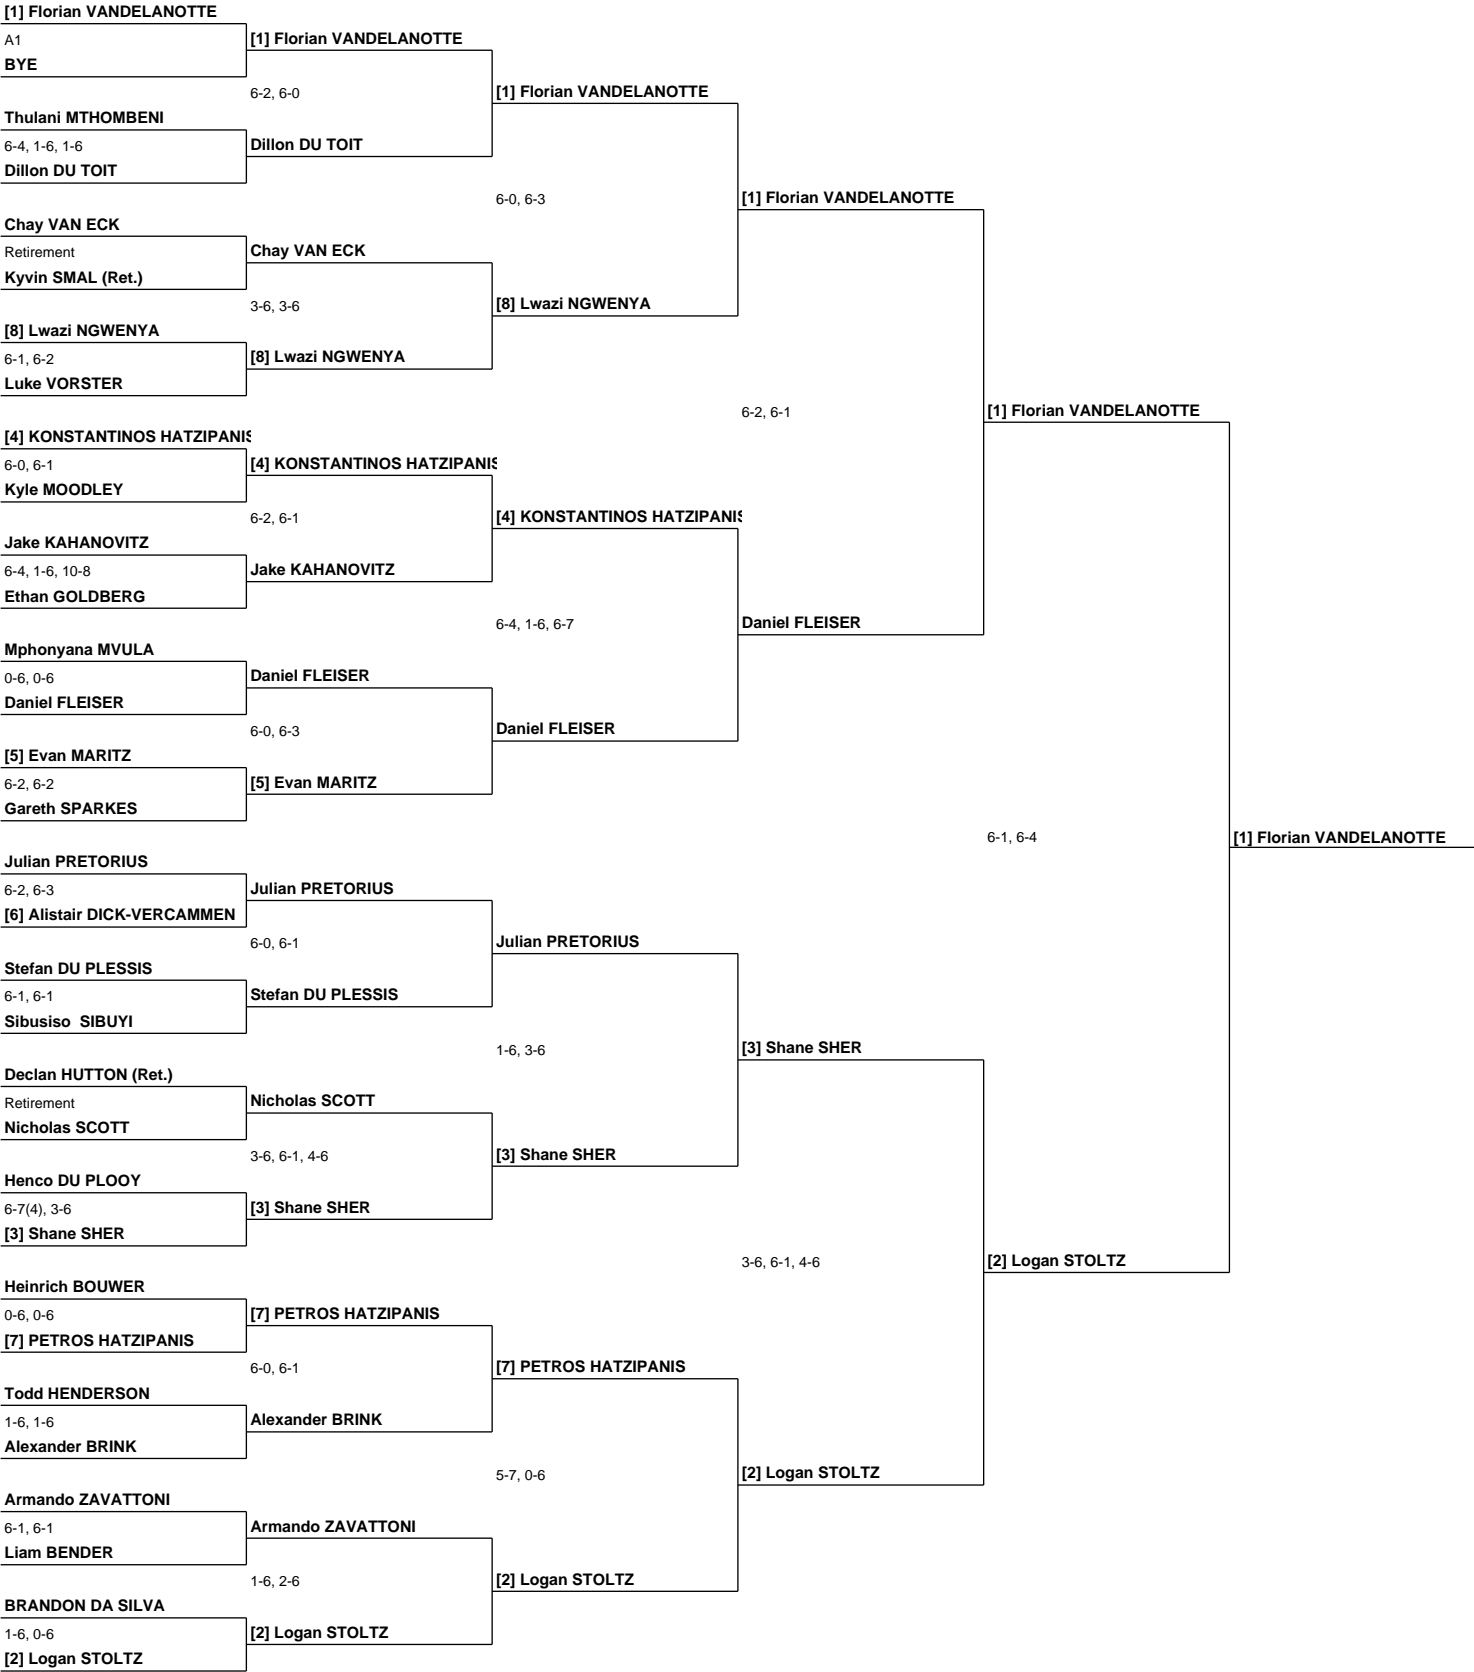 [1] Florian VANDELANOTTE
A1
BYE
Thulani MTHOMBENI
6-4, 1-6, 1-6
Dillon DU TOIT
Chay VAN ECK
Retirement
Kyvin SMAL (Ret.)
[8] Lwazi NGWENYA
6-1, 6-2
Luke VORSTER
[4] KONSTANTINOS HATZIPANIS
6-0, 6-1
Kyle MOODLEY
Jake KAHANOVITZ
6-4, 1-6, 10-8
Ethan GOLDBERG
Mphonyana MVULA
0-6, 0-6
Daniel FLEISER
[5] Evan MARITZ
6-2, 6-2
Gareth SPARKES
Julian PRETORIUS
6-2, 6-3
[6] Alistair DICK-VERCAMMEN
Stefan DU PLESSIS
6-1, 6-1
Sibusiso  SIBUYI
Declan HUTTON (Ret.)
Retirement
Nicholas SCOTT
Henco DU PLOOY
6-7(4), 3-6
[3] Shane SHER
Heinrich BOUWER
0-6, 0-6
[7] PETROS HATZIPANIS
Todd HENDERSON
1-6, 1-6
Alexander BRINK
Armando ZAVATTONI
6-1, 6-1
Liam BENDER
BRANDON DA SILVA
1-6, 0-6
[2] Logan STOLTZ
[1] Florian VANDELANOTTE
6-2, 6-0
Dillon DU TOIT
Chay VAN ECK
3-6, 3-6
[8] Lwazi NGWENYA
[4] KONSTANTINOS HATZIPANIS
6-2, 6-1
Jake KAHANOVITZ
Daniel FLEISER
6-0, 6-3
[5] Evan MARITZ
Julian PRETORIUS
6-0, 6-1
Stefan DU PLESSIS
Nicholas SCOTT
3-6, 6-1, 4-6
[3] Shane SHER
[7] PETROS HATZIPANIS
6-0, 6-1
Alexander BRINK
Armando ZAVATTONI
1-6, 2-6
[2] Logan STOLTZ
[1] Florian VANDELANOTTE
6-0, 6-3
[8] Lwazi NGWENYA
[4] KONSTANTINOS HATZIPANIS
6-4, 1-6, 6-7
Daniel FLEISER
Julian PRETORIUS
1-6, 3-6
[3] Shane SHER
[7] PETROS HATZIPANIS
5-7, 0-6
[2] Logan STOLTZ
[1] Florian VANDELANOTTE
6-2, 6-1
Daniel FLEISER
[3] Shane SHER
3-6, 6-1, 4-6
[2] Logan STOLTZ
[1] Florian VANDELANOTTE
6-1, 6-4
[2] Logan STOLTZ
[1] Florian VANDELANOTTE